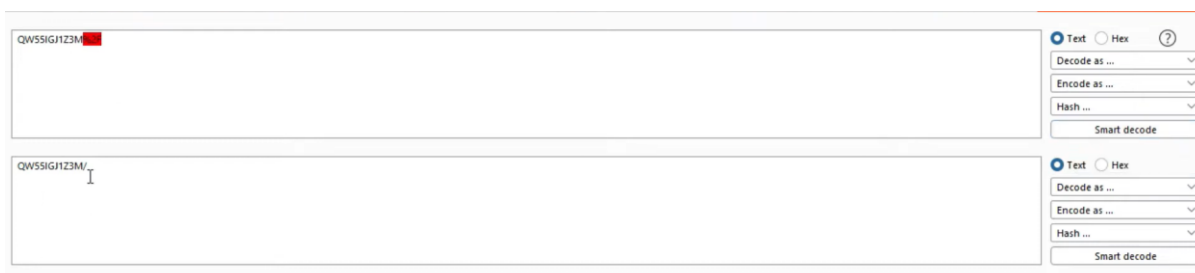 QW55IGJ1Z3M
Text Hex ?
Decode as ...
Encode as ...
Hash ...
Smart decode
QW55IGJ1Z3M/
Text Hex
Decode as ...
Encode as ...
Hash ...
Smart decode